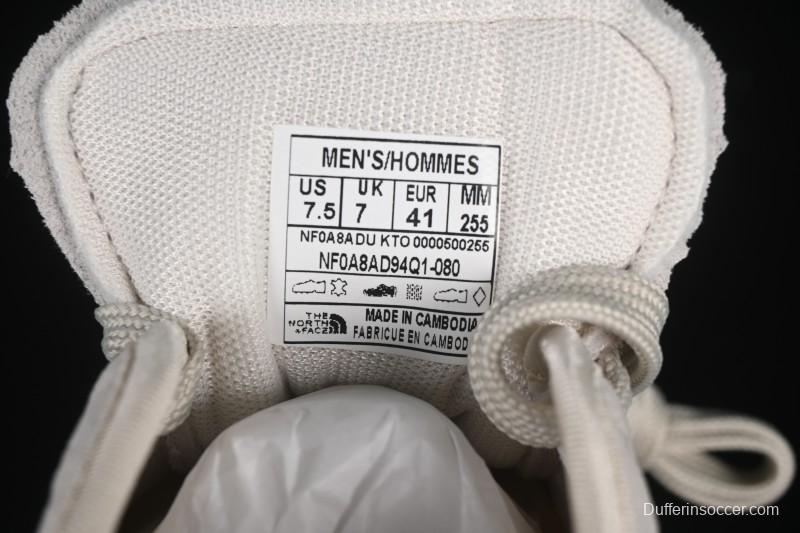 MEN'S/HOMMES
US UK EUR MM
7.5 7 41 255
NF0A8ADU KTO 0000500255
NF0A8AD94Q1-080
THE NORTH FACE
MADE IN CAMBODIA
FABRIQUE EN CAMBOD
Dufferinsoccer.com